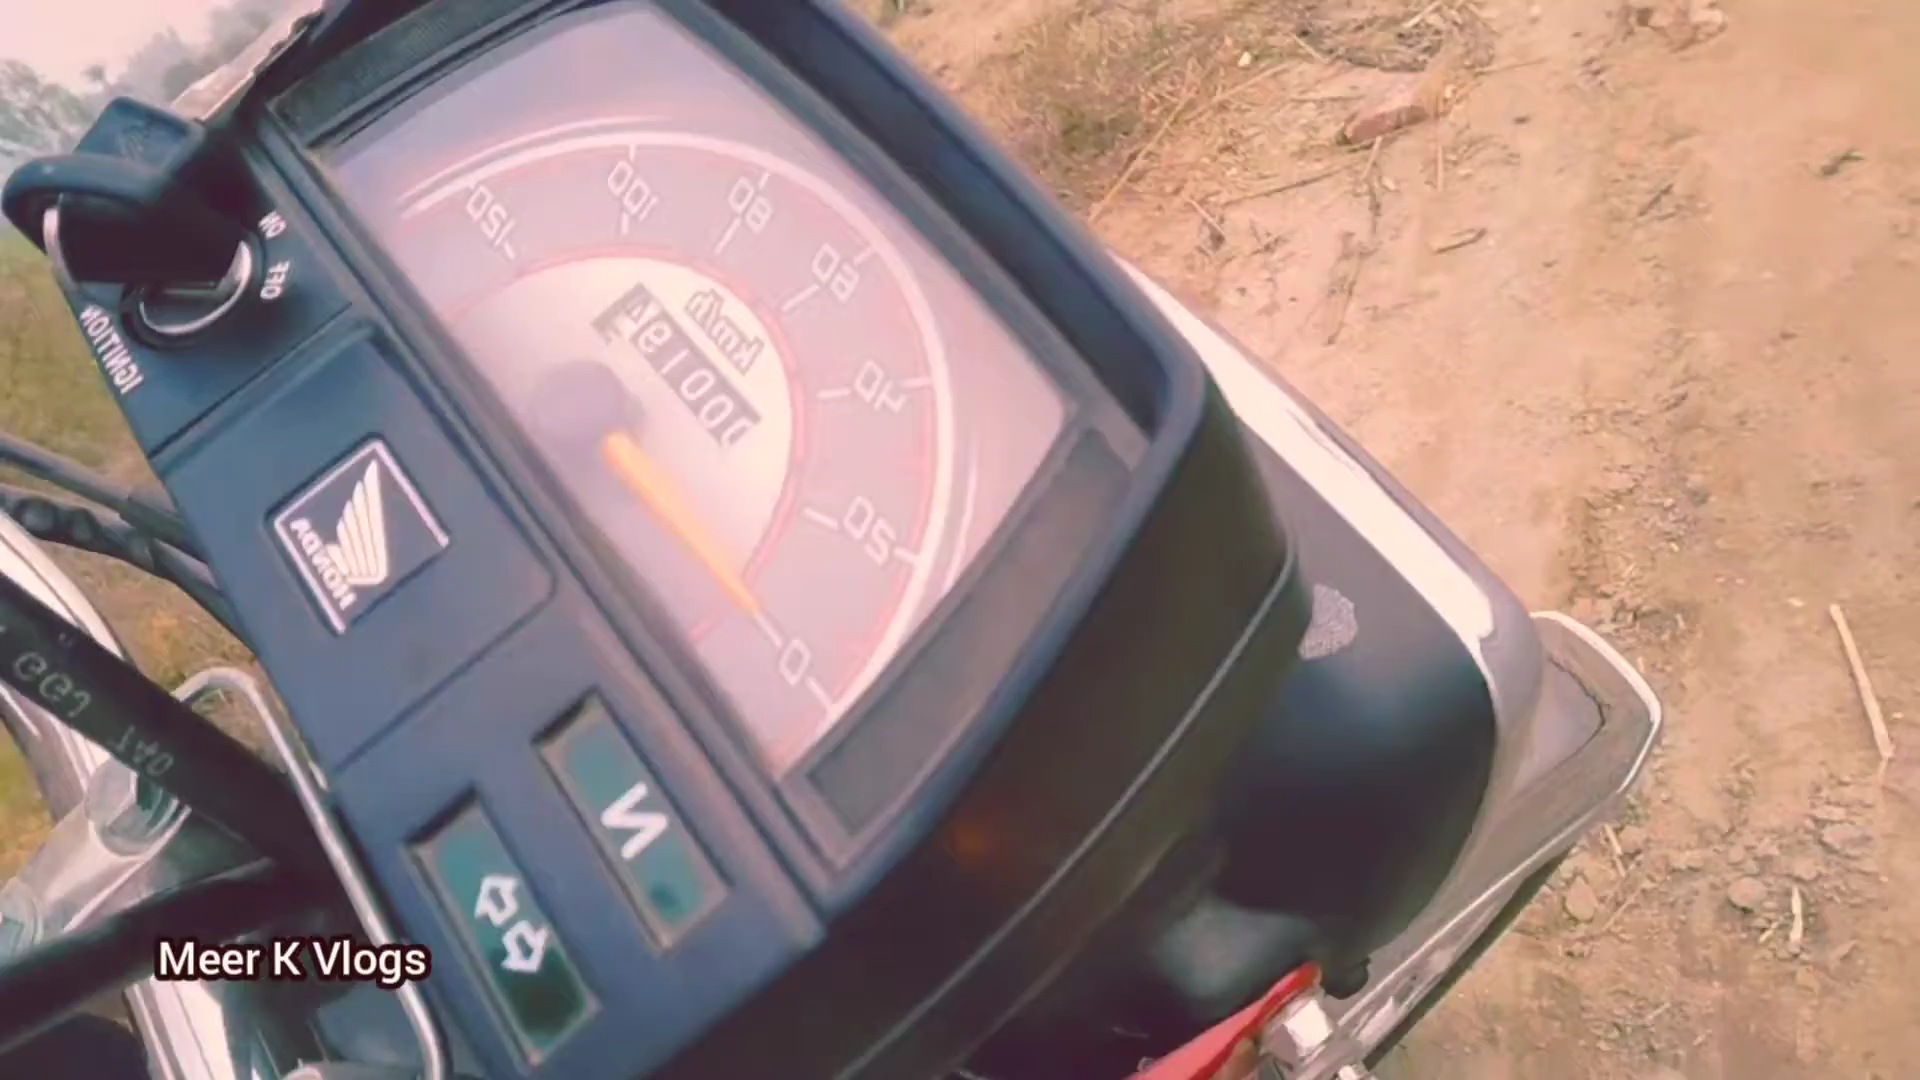 120
100
80
60
40
20
0
km/h
ON
OFF
IGNITION
HONDA
N
Meer K Vlogs